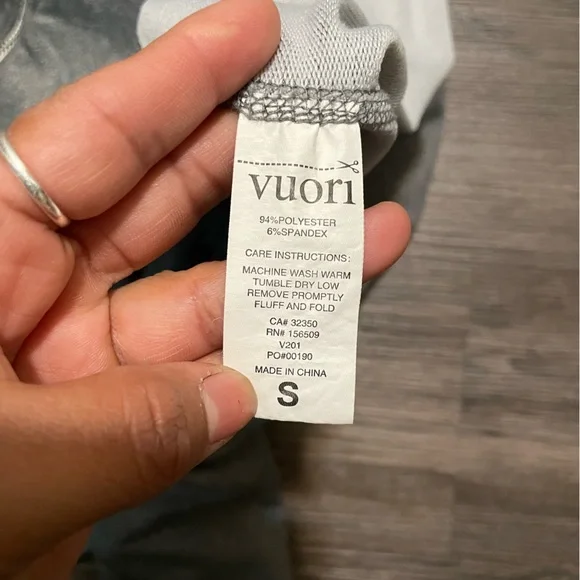 vuori
94%POLYESTER
6%SPANDEX
CARE INSTRUCTIONS:
MACHINE WASH WARM
TUMBLE DRY LOW
REMOVE PROMPTLY
FLUFF AND FOLD
CA# 32350
RN# 156509
V201
PO#00190
MADE IN CHINA
S